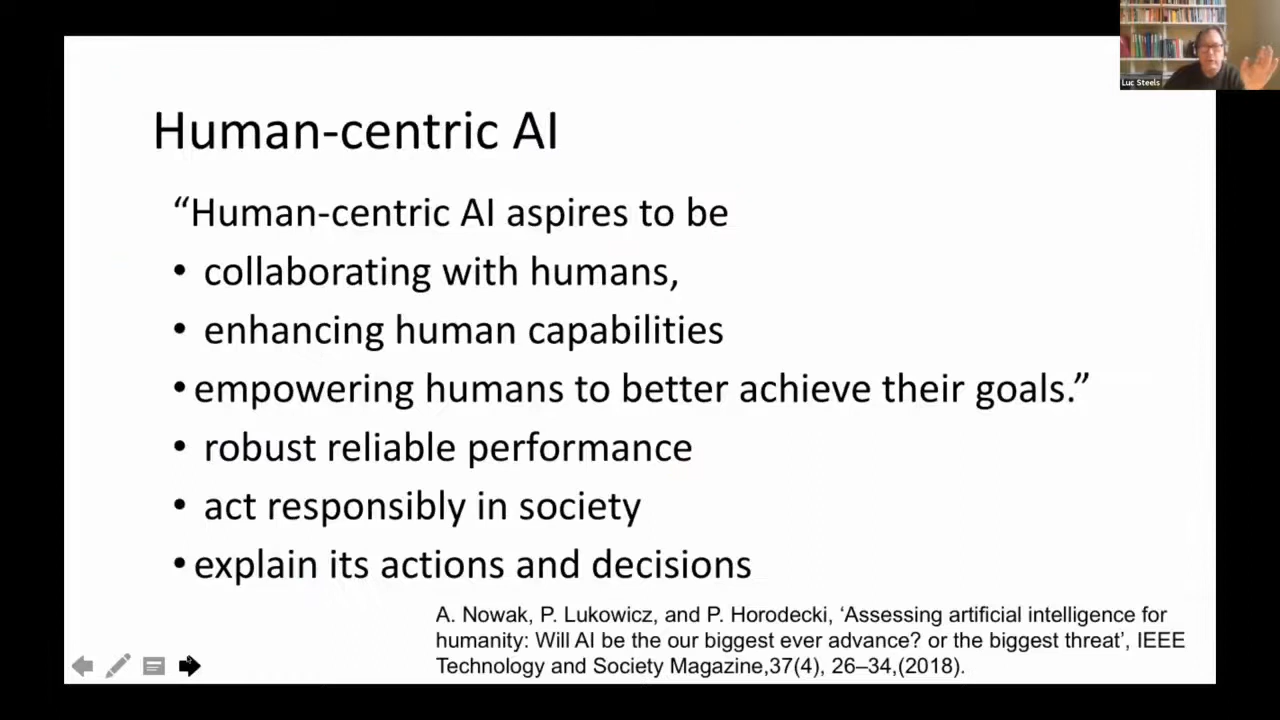 Luc Steels
Human-centric AI
“Human-centric AI aspires to be
• collaborating with humans,
• enhancing human capabilities
• empowering humans to better achieve their goals.”
• robust reliable performance
• act responsibly in society
• explain its actions and decisions
A. Nowak, P. Lukowicz, and P. Horodecki, ‘Assessing artificial intelligence for
humanity: Will AI be the our biggest ever advance? or the biggest threat’, IEEE
Technology and Society Magazine,37(4), 26–34,(2018).